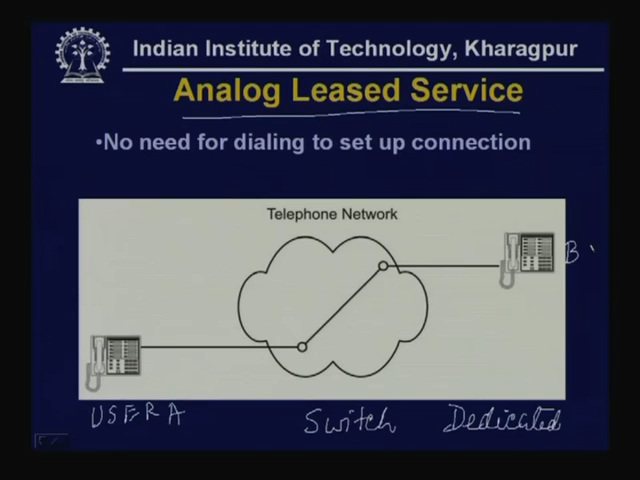 Indian Institute of Technology, Kharagpur
Analog Leased Service
•No need for dialing to set up connection
Telephone Network
B
USER A Switch Dedicated